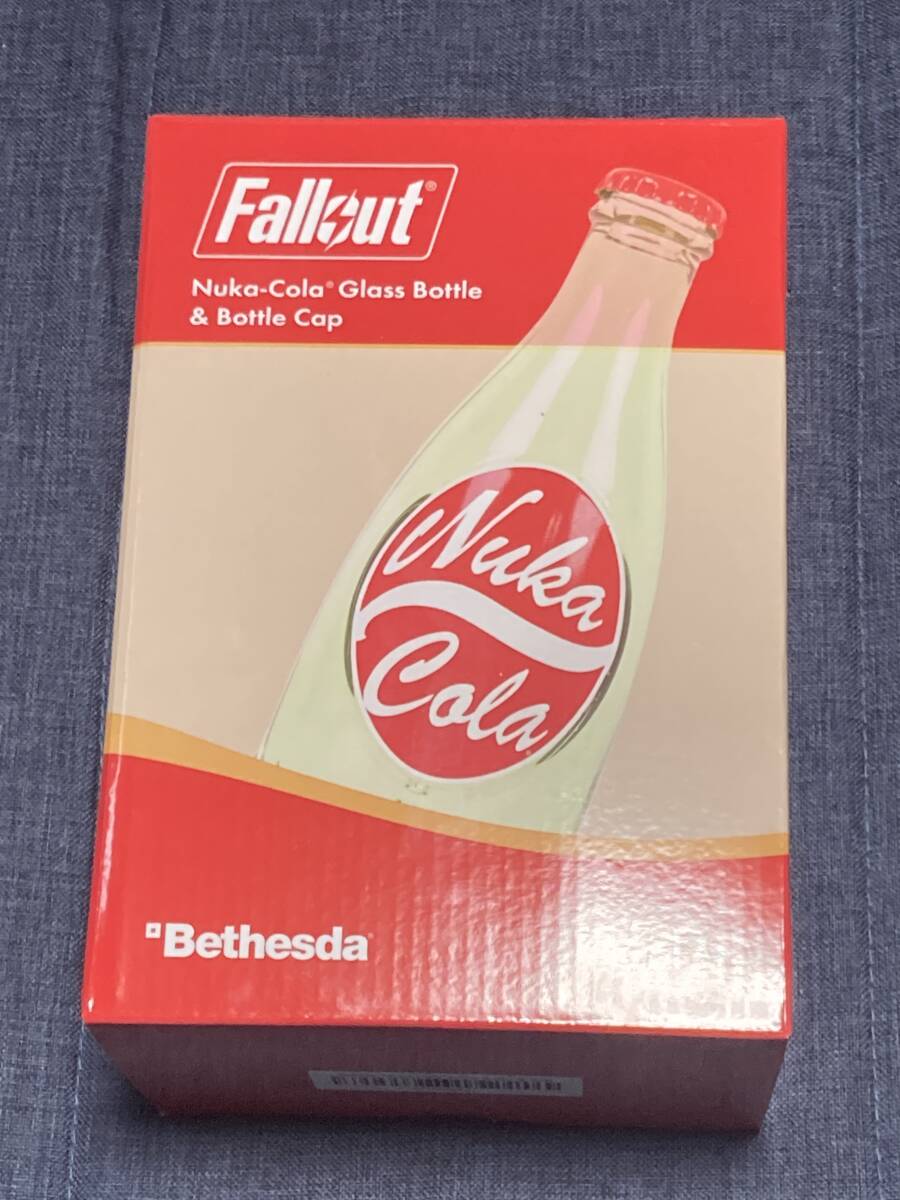 Fallout®
Nuka-Cola® Glass Bottle
& Bottle Cap
Nuka
Cola
Bethesda